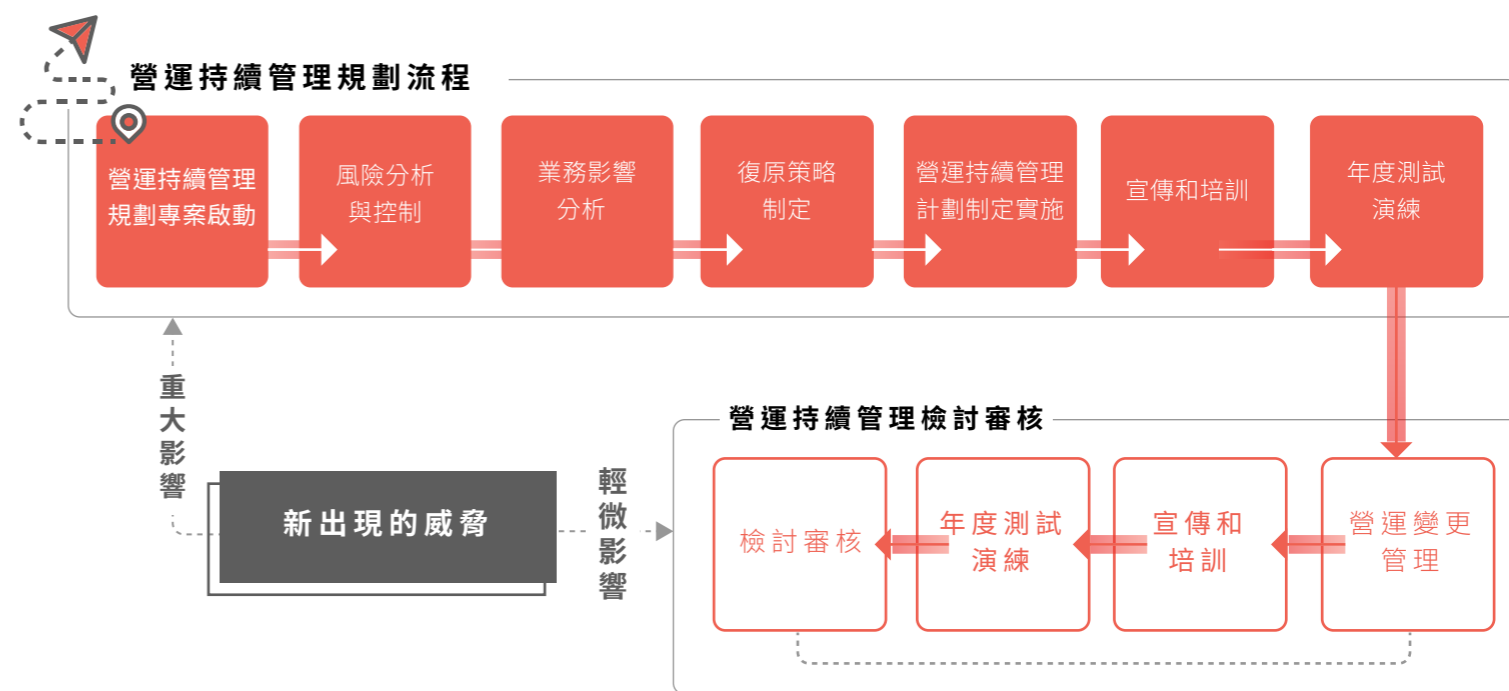 營運持續管理規劃流程
營運持續管理
規劃專案啟動
風險分析
與控制
業務影響
分析
復原策略
制定
營運持續管理
計劃制定實施
宣傳和培訓
年度測試
演練
重大影響
新出現的威脅
輕微影響
營運持續管理檢討審核
檢討審核
年度測試
演練
宣傳和
培訓
營運變更
管理